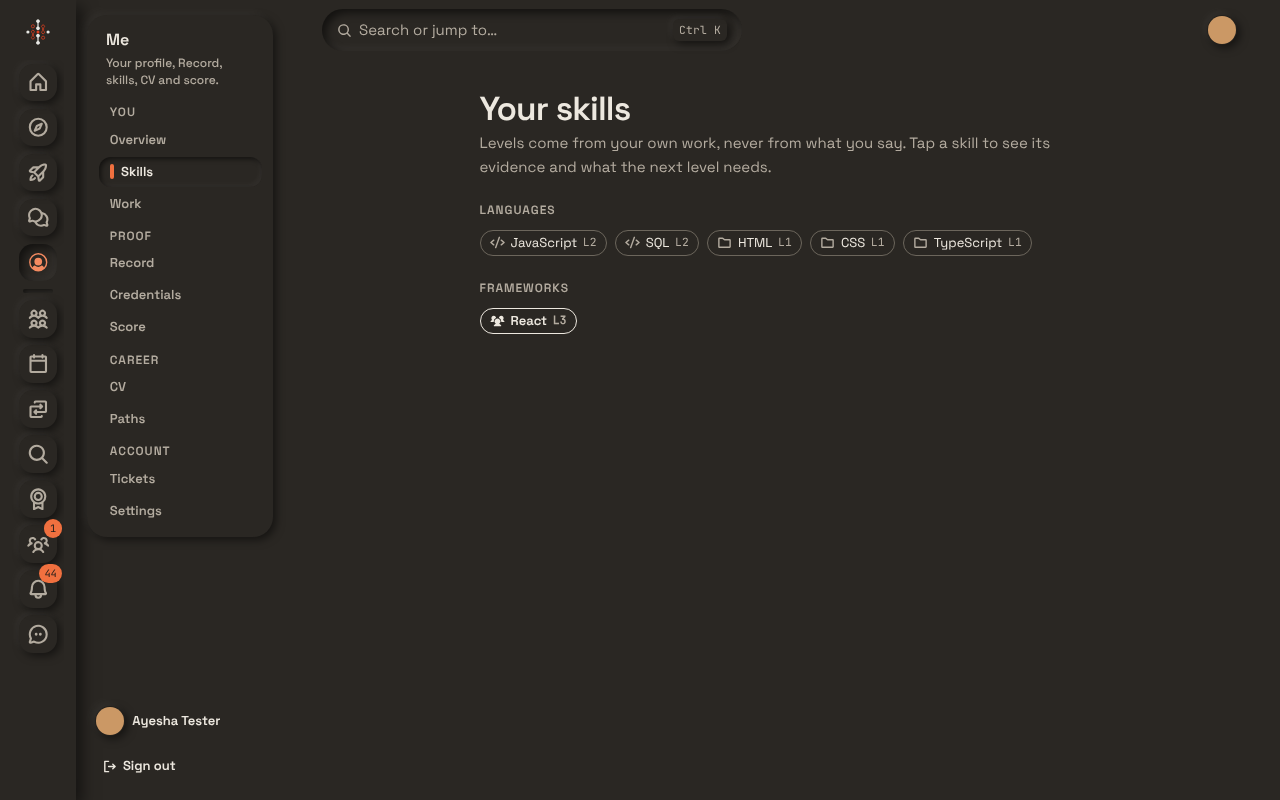 Me
Your profile, Record,
skills, CV and score.
YOU
Overview
Skills
Work
PROOF
Record
Credentials
Score
CAREER
CV
Paths
ACCOUNT
Tickets
Settings
1
44
Ayesha Tester
Sign out
Search or jump to… Ctrl K
Your skills
Levels come from your own work, never from what you say. Tap a skill to see its
evidence and what the next level needs.
LANGUAGES
JavaScript L2 SQL L2 HTML L1 CSS L1 TypeScript L1
FRAMEWORKS
React L3